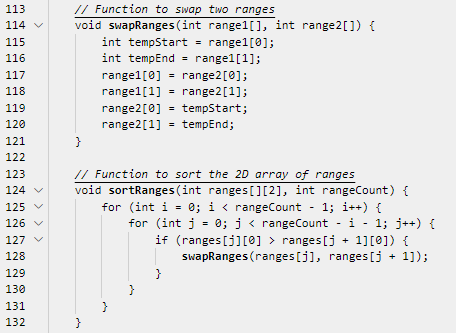 113 // Function to swap two ranges
114 void swapRanges(int range1[], int range2[]) {
115 int tempStart = range1[0];
116 int tempEnd = range1[1];
117 range1[0] = range2[0];
118 range1[1] = range2[1];
119 range2[0] = tempStart;
120 range2[1] = tempEnd;
121 }
122
123 // Function to sort the 2D array of ranges
124 void sortRanges(int ranges[][2], int rangeCount) {
125 for (int i = 0; i < rangeCount - 1; i++) {
126 for (int j = 0; j < rangeCount - i - 1; j++) {
127 if (ranges[j][0] > ranges[j + 1][0]) {
128 swapRanges(ranges[j], ranges[j + 1]);
129 }
130 }
131 }
132 }